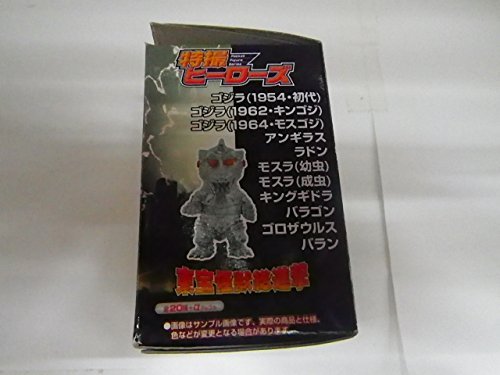 特撮
ヒーローズ
ゴジラ(1954・初代)
ゴジラ(1962・キンゴジ)
ゴジラ(1964・モスゴジ)
アンギラス
ラドン
モスラ(幼虫)
モスラ(成虫)
キングギドラ
バラゴン
ゴロザウルス
バラン
東宝怪獣総進撃
全20種+α
●画像はサンプル画像です、実際の商品と仕様、
色などが変更となる場合があります。